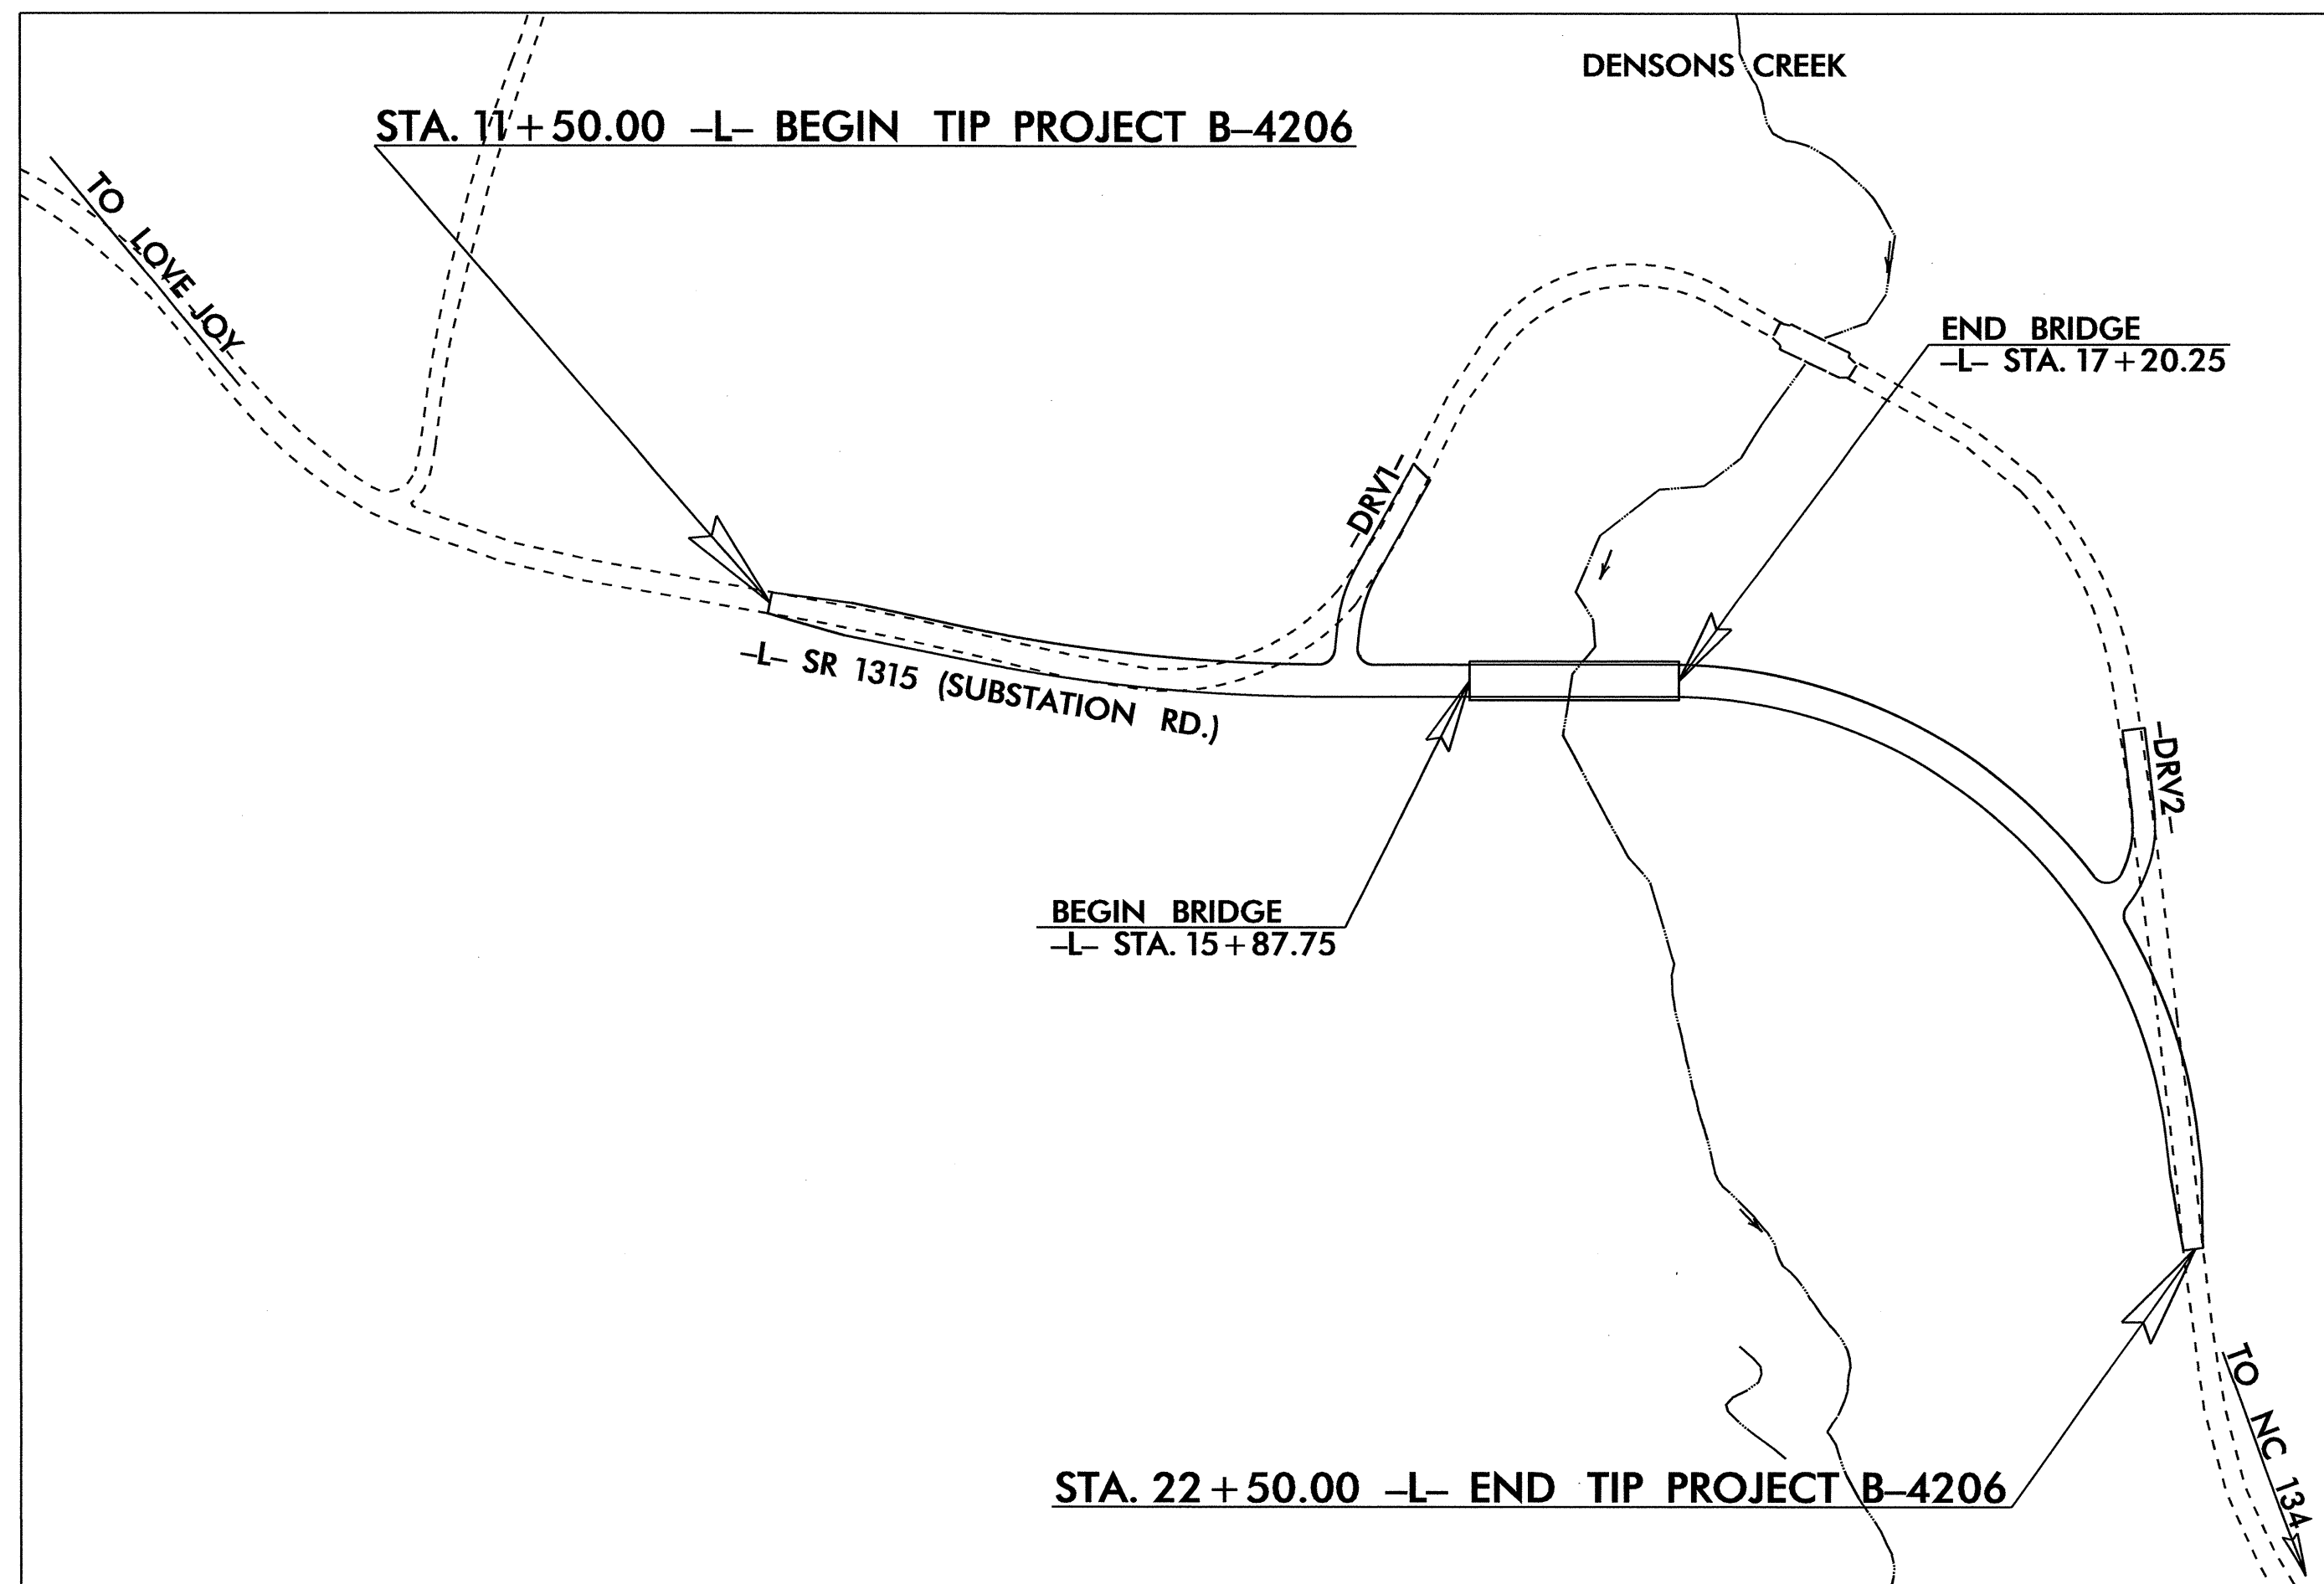 DENSONS CREEK
STA. 11+50.00 -L- BEGIN TIP PROJECT B-4206
TO LOVE JOY
END BRIDGE
-L- STA. 17+20.25
-DRV1-
-L- SR 1315 (SUBSTATION RD.)
-DRV2-
BEGIN BRIDGE
-L- STA. 15+87.75
TO NC 134
STA. 22+50.00 -L- END TIP PROJECT B-4206